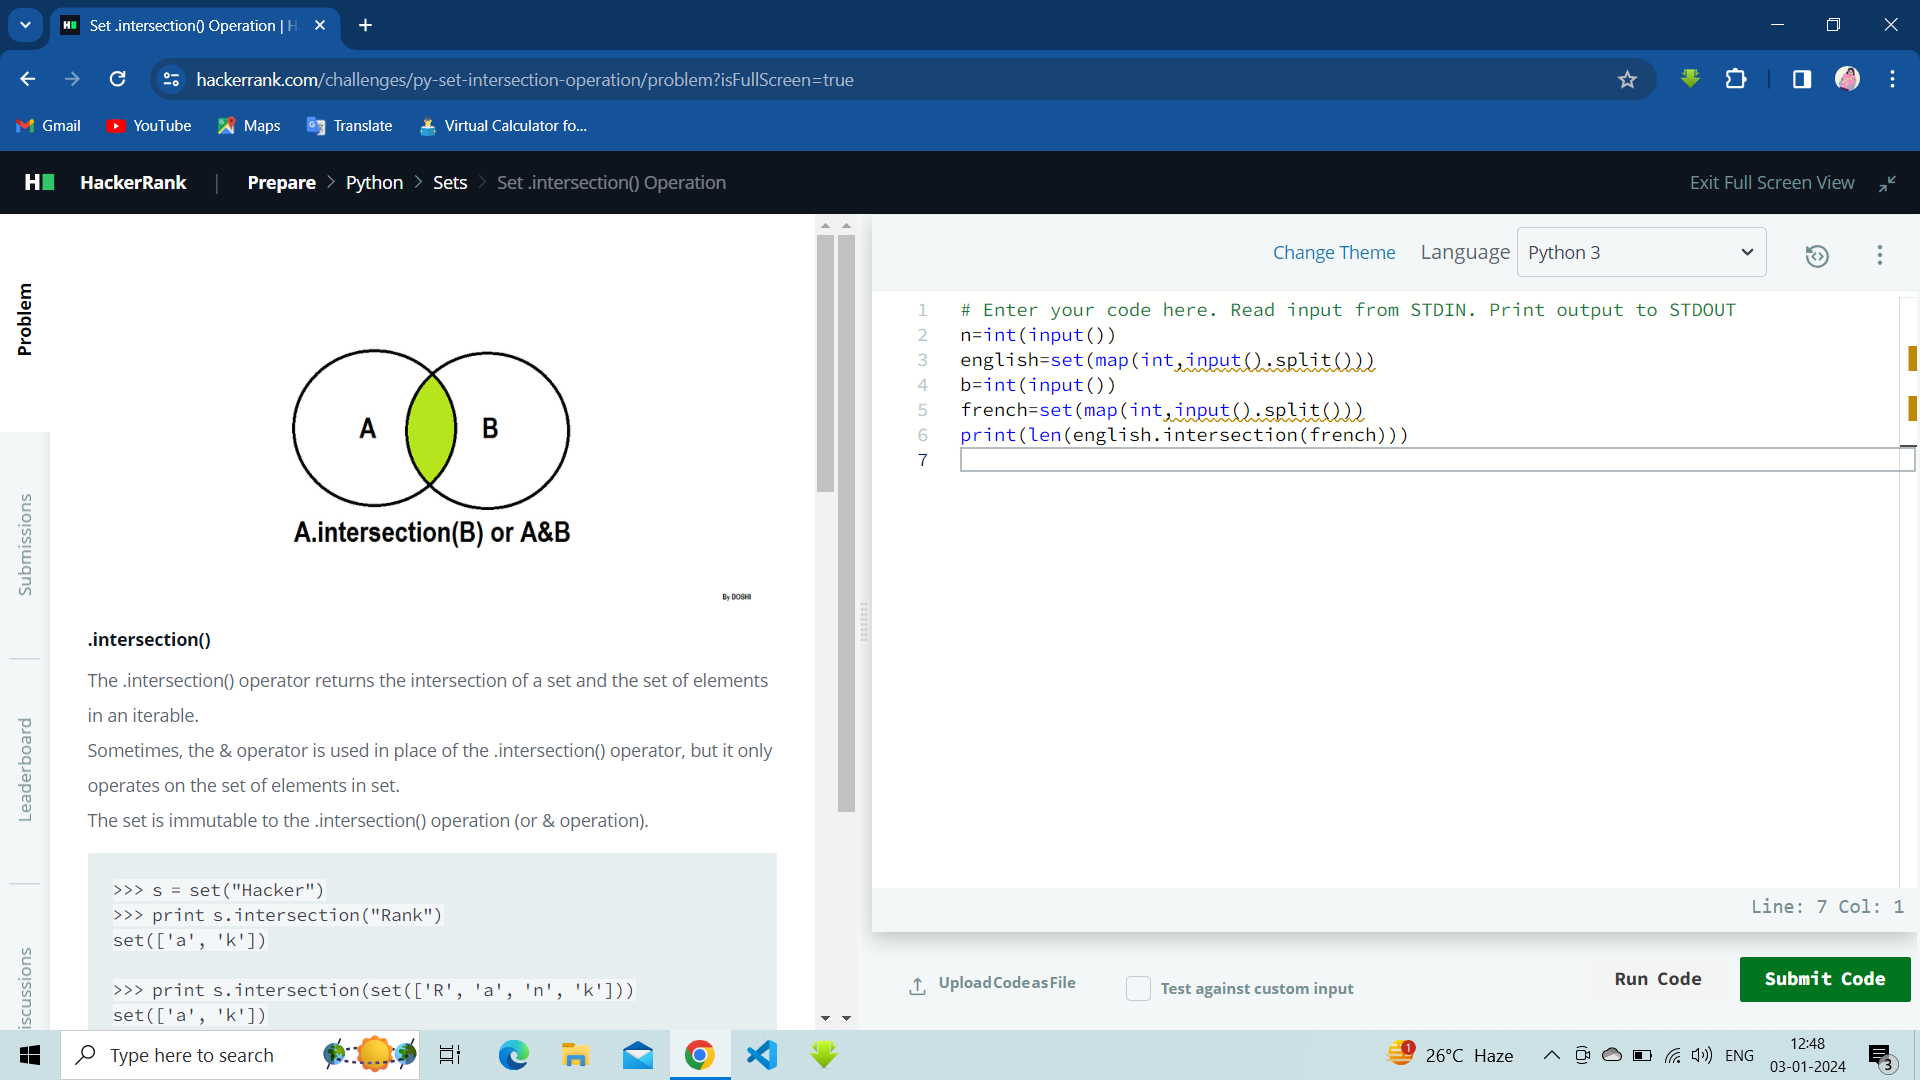 Set .intersection() Operation | H
hackerrank.com/challenges/py-set-intersection-operation/problem?isFullScreen=true
Gmail YouTube Maps Translate Virtual Calculator fo...
HackerRank | Prepare > Python > Sets > Set .intersection() Operation Exit Full Screen View
Problem
Submissions
Leaderboard
iscussions
A B
A.intersection(B) or A&B
By DOSHI
.intersection()
The .intersection() operator returns the intersection of a set and the set of elements
in an iterable.
Sometimes, the & operator is used in place of the .intersection() operator, but it only
operates on the set of elements in set.
The set is immutable to the .intersection() operation (or & operation).
>>> s = set("Hacker")
>>> print s.intersection("Rank")
set(['a', 'k'])
>>> print s.intersection(set(['R', 'a', 'n', 'k']))
set(['a', 'k'])
Change Theme Language Python 3
1 # Enter your code here. Read input from STDIN. Print output to STDOUT
2 n=int(input())
3 english=set(map(int,input().split()))
4 b=int(input())
5 french=set(map(int,input().split()))
6 print(len(english.intersection(french)))
7
Line: 7 Col: 1
Upload Code as File Test against custom input Run Code Submit Code
Type here to search
1 26°C Haze ENG 12:48
03-01-2024 3